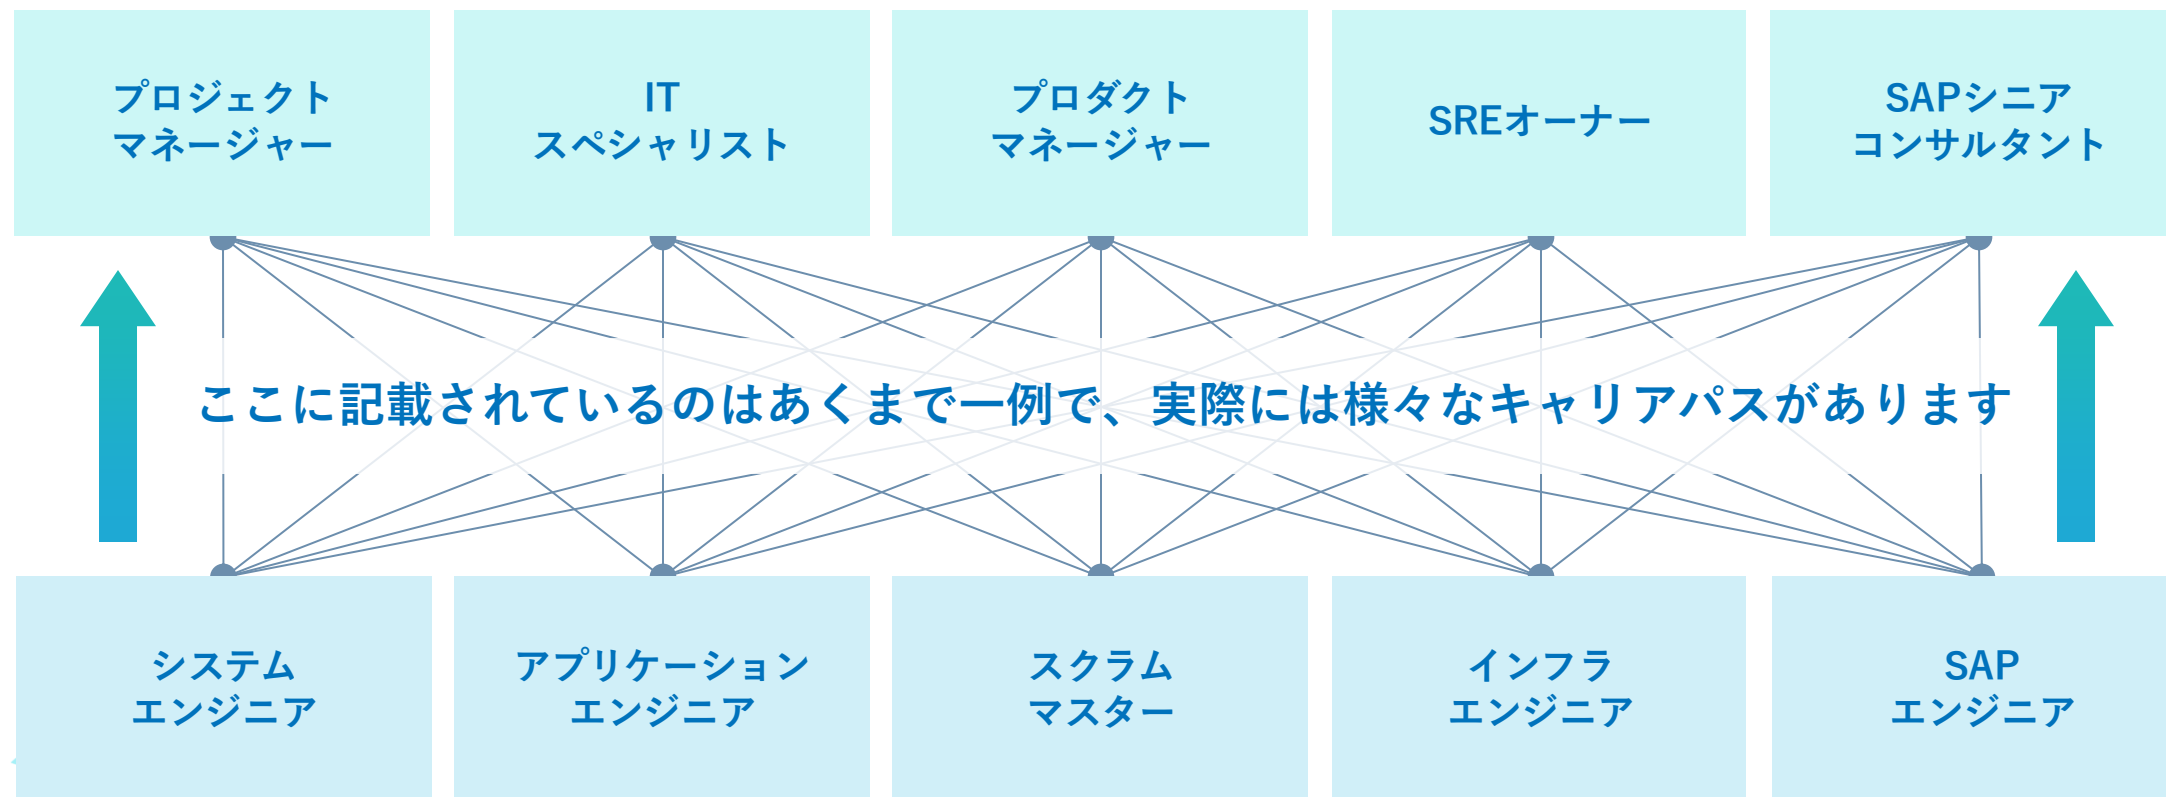 プロジェクト
マネージャー
IT
スペシャリスト
プロダクト
マネージャー
SREオーナー
SAPシニア
コンサルタント
ここに記載されているのはあくまで一例で、実際には様々なキャリアパスがあります
システム
エンジニア
アプリケーション
エンジニア
スクラム
マスター
インフラ
エンジニア
SAP
エンジニア